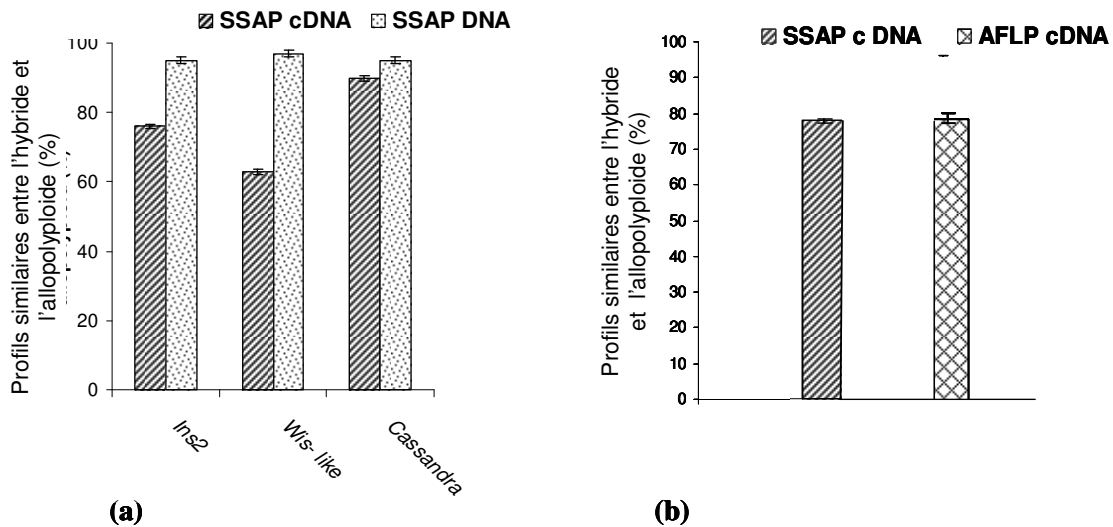 SSAP cDNA SSAP DNA
Profils similaires entre l'hybride et
l'allopolyploide (%)
100
80
60
40
20
0
Ins2
Wis- like
Cassandra
(a)
SSAP c DNA AFLP cDNA
Profils similaires entre l'hybride
et l'allopolyploide (%)
100
90
80
70
60
50
40
30
20
10
0
(b)